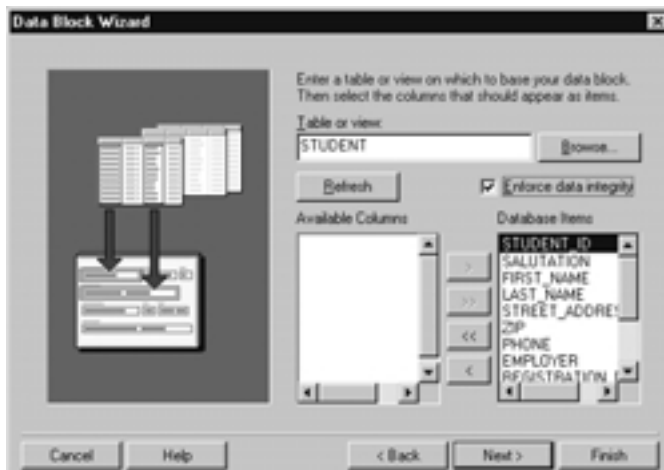 Data Block Wizard
Enter a table or view on which to base your data block.
Then select the columns that should appear as items.
Table or view:
STUDENT
Browse...
Refresh
Enforce data integrity
Available Columns
Database Items
STUDENT_ID
SALUTATION
FIRST_NAME
LAST_NAME
STREET_ADDRES
ZIP
PHONE
EMPLOYER
REGISTRATION_
>
>>
<<
<
Cancel
Help
< Back
Next >
Finish